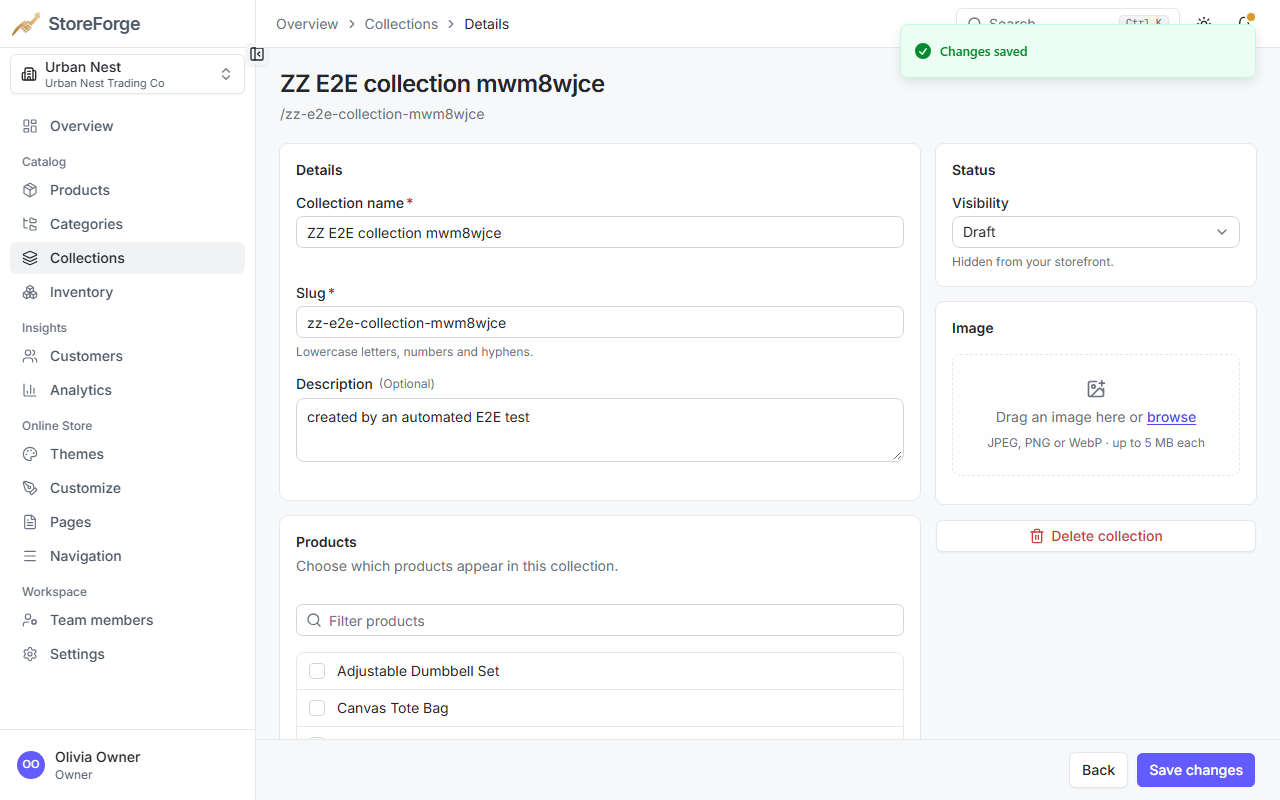 StoreForge
Overview
Collections
Details
Changes saved
Urban Nest
Urban Nest Trading Co
Overview
Catalog
Products
Categories
Collections
Inventory
Insights
Customers
Analytics
Online Store
Themes
Customize
Pages
Navigation
Workspace
Team members
Settings
OO
Olivia Owner
Owner
ZZ E2E collection mwm8wjce
/zz-e2e-collection-mwm8wjce
Details
Collection name*
ZZ E2E collection mwm8wjce
Slug*
zz-e2e-collection-mwm8wjce
Lowercase letters, numbers and hyphens.
Description (Optional)
created by an automated E2E test
Products
Choose which products appear in this collection.
Filter products
Adjustable Dumbbell Set
Canvas Tote Bag
Status
Visibility
Draft
Hidden from your storefront.
Image
Drag an image here or browse
JPEG, PNG or WebP · up to 5 MB each
Delete collection
Back
Save changes